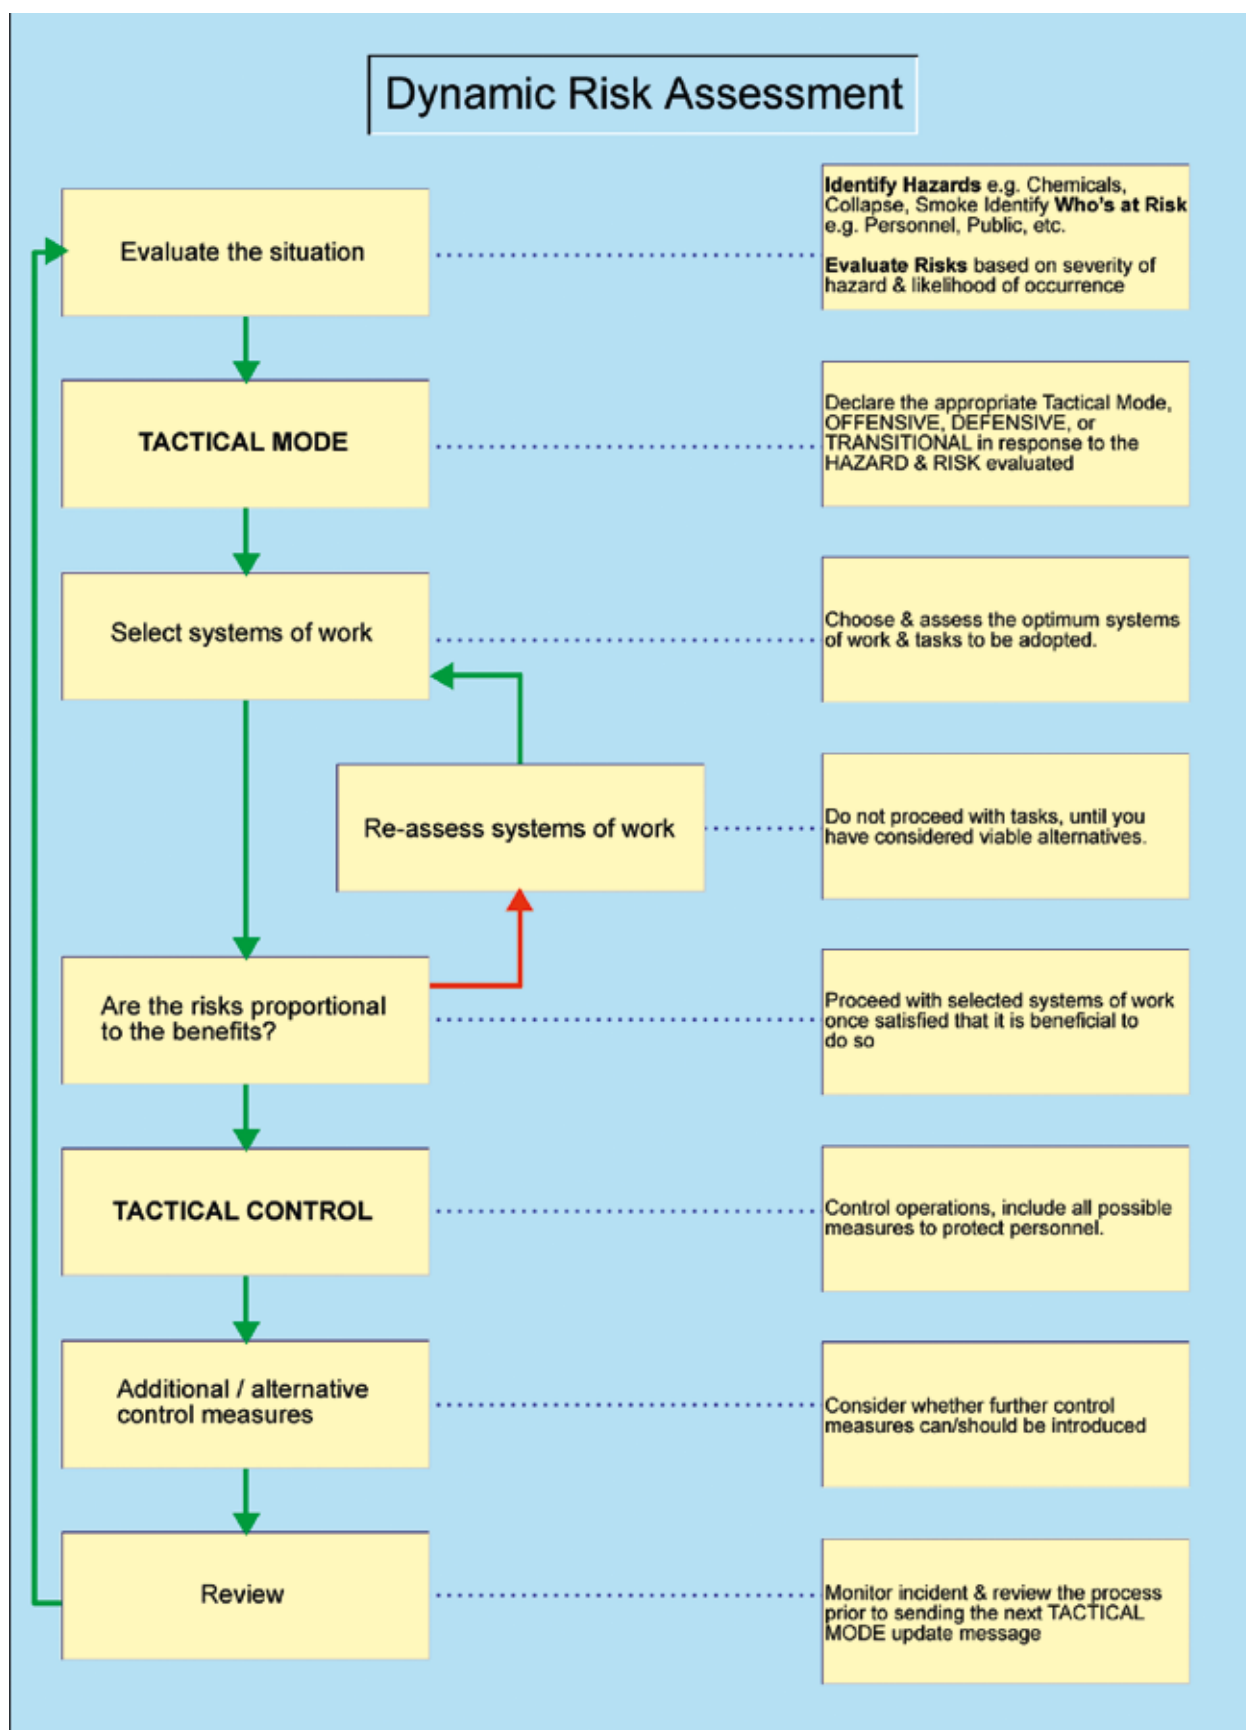 Dynamic Risk Assessment
Evaluate the situation
Identify Hazards e.g. Chemicals,
Collapse, Smoke Identify Who's at Risk
e.g. Personnel, Public, etc.
Evaluate Risks based on severity of
hazard & likelihood of occurrence
TACTICAL MODE
Declare the appropriate Tactical Mode,
OFFENSIVE, DEFENSIVE, or
TRANSITIONAL in response to the
HAZARD & RISK evaluated
Select systems of work
Choose & assess the optimum systems
of work & tasks to be adopted.
Re-assess systems of work
Do not proceed with tasks, until you
have considered viable alternatives.
Are the risks proportional
to the benefits?
Proceed with selected systems of work
once satisfied that it is beneficial to
do so
TACTICAL CONTROL
Control operations, include all possible
measures to protect personnel.
Additional / alternative
control measures
Consider whether further control
measures can/should be introduced
Review
Monitor incident & review the process
prior to sending the next TACTICAL
MODE update message